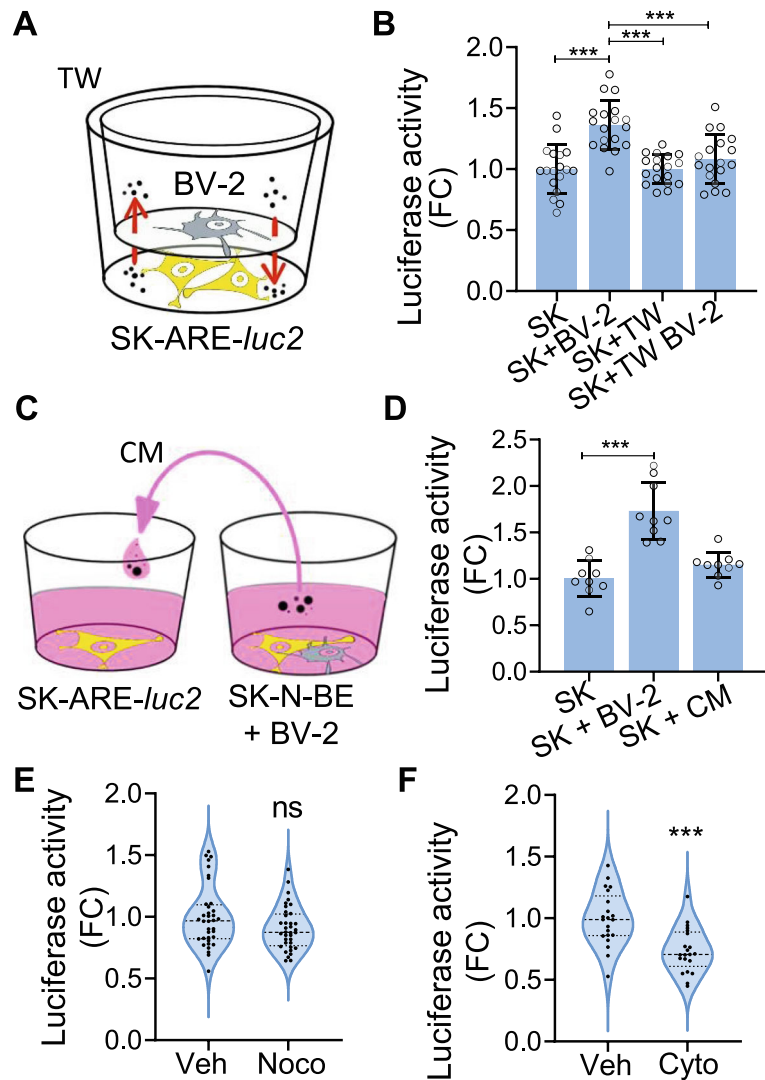 A
TW
BV-2
SK-ARE-luc2
B
Luciferase activity
(FC)
2.0
1.5
1.0
0.5
0.0
***
***
***
SK
SK+BV-2
SK+TW
SK+TW BV-2
C
CM
SK-ARE-luc2
SK-N-BE
+ BV-2
D
Luciferase activity
(FC)
2.5
2.0
1.5
1.0
0.5
0.0
***
SK
SK + BV-2
SK + CM
E
Luciferase activity
(FC)
2.0
1.5
1.0
0.5
0.0
ns
Veh
Noco
F
Luciferase activity
(FC)
2.0
1.5
1.0
0.5
0.0
***
Veh
Cyto